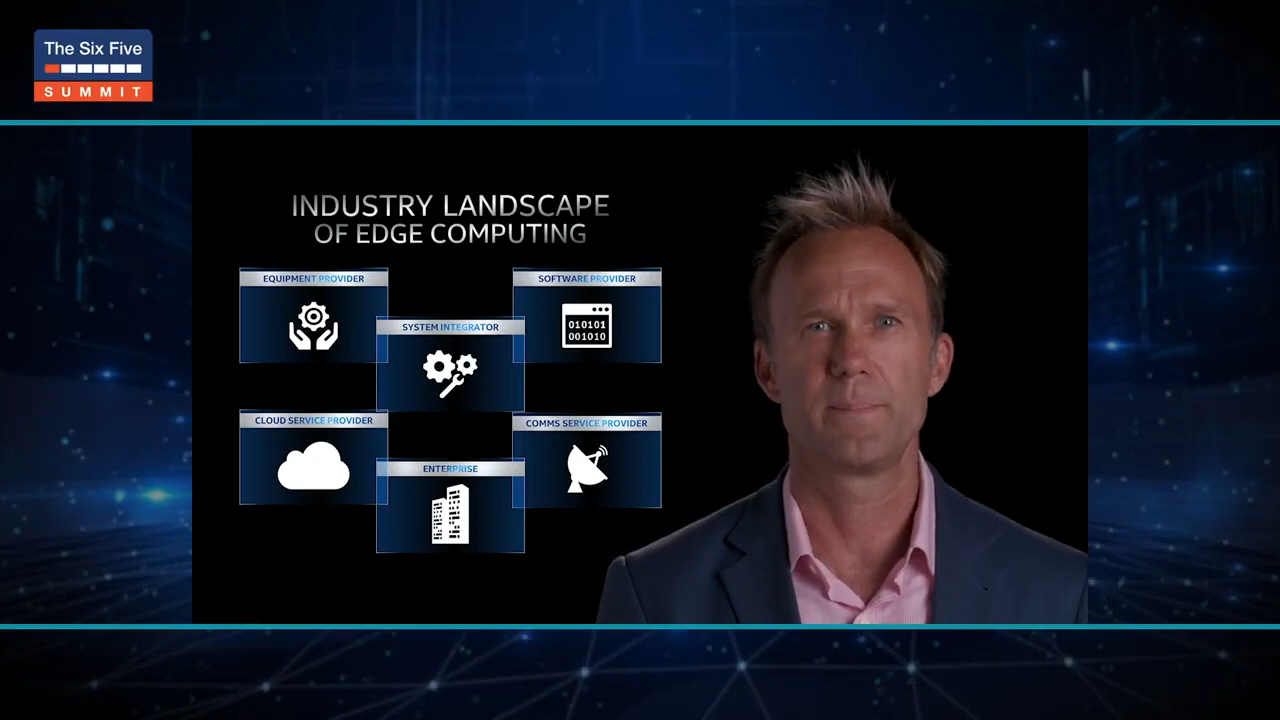 The Six Five
SUMMIT
INDUSTRY LANDSCAPE
OF EDGE COMPUTING
EQUIPMENT PROVIDER
SOFTWARE PROVIDER
SYSTEM INTEGRATOR
010101
001010
CLOUD SERVICE PROVIDER
COMMS SERVICE PROVIDER
ENTERPRISE